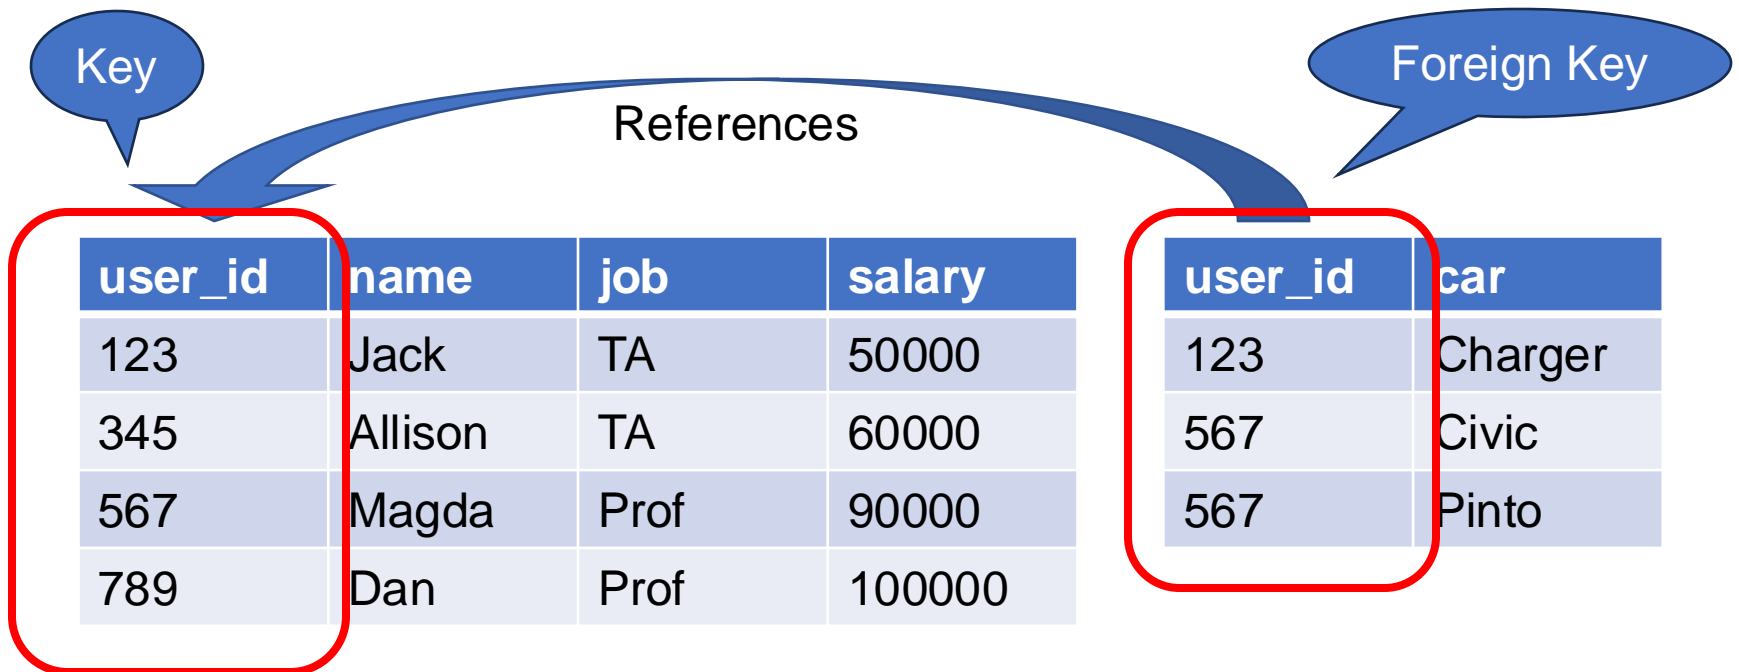 Key
Foreign Key
References
user_id name job salary
123 Jack TA 50000
345 Allison TA 60000
567 Magda Prof 90000
789 Dan Prof 100000
user_id car
123 Charger
567 Civic
567 Pinto